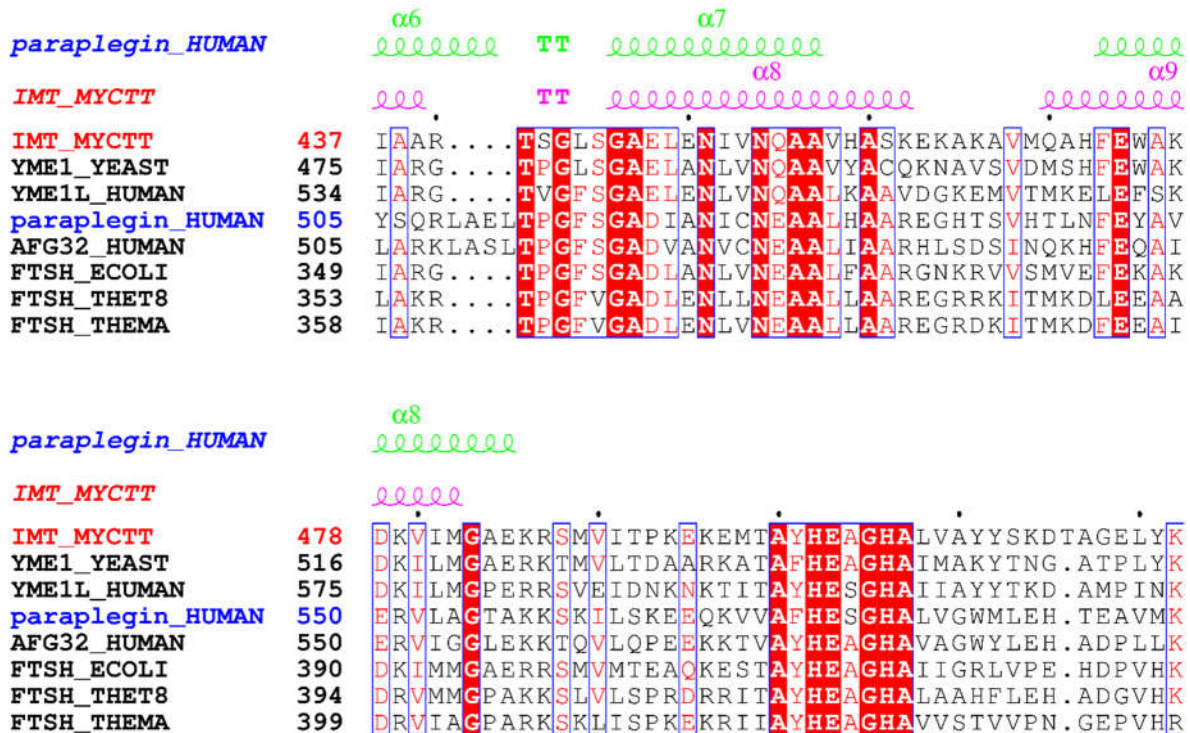 α6 α7
paraplegin_HUMAN TT
α8 α9
IMT_MYCTT TT
IMT_MYCTT 437 IAAR....TSGLSGAELENIVNQAAVHASKEKAKAVMQAHFEWAK
YME1_YEAST 475 IARG....TPGLSGAELANLVNQAAVYACQKNAVSVDMSHFEWAK
YME1L_HUMAN 534 IARG....TVGFSGAELENLVNQAALKAAVDGKEMVTMKELEFSK
paraplegin_HUMAN 505 YSQRLAELTPGFSGADIANICNEAALHAAREGHTSVHTLNFEYAV
AFG32_HUMAN 505 LARKLASLTPGFSGADVANVCNEAALIAARHLSDSINQKHFEQAI
FTSH_ECOLI 349 IARG....TPGFSGADLANLVNEAALFAARGNKRVVSMVEFEKAK
FTSH_THET8 353 LAKR....TPGFVGADLENLLNEAALLAAREGRRKITMKDLEEAA
FTSH_THEMA 358 IAKR....TPGFVGADLENLVNEAALLAAREGRDKITMKDFEEAI
α8
paraplegin_HUMAN
IMT_MYCTT
IMT_MYCTT 478 DKVIMGAEKRSMVITPKEKEMTAYHEAGHALVAYYSKDTAGELYK
YME1_YEAST 516 DKILMGAERKTMVLTDAARKATAFHEAGHAIMAKYTNG.ATPLYK
YME1L_HUMAN 575 DKILMGPERRSVEIDNKNKTITAYHESGHAIIAYYTKD.AMPINK
paraplegin_HUMAN 550 ERVLAGTAKKSKILSKEEQKVVAFHESGHALVGWMLEH.TEAVMK
AFG32_HUMAN 550 ERVIGGLEKKTQVLQPEEKKTVAYHEAGHAVAGWYLEH.ADPLLK
FTSH_ECOLI 390 DKIMMGAERRSMVMTEAQKESTAYHEAGHAIIGRLVPE.HDPVHK
FTSH_THET8 394 DRVMMGPAKKSLVLSPRDRRITAYHEAGHALAAHFLEH.ADGVHK
FTSH_THEMA 399 DRVIAGPARKSKLISPKEKRIIAYHEAGHAVVSTVVPN.GEPVHR